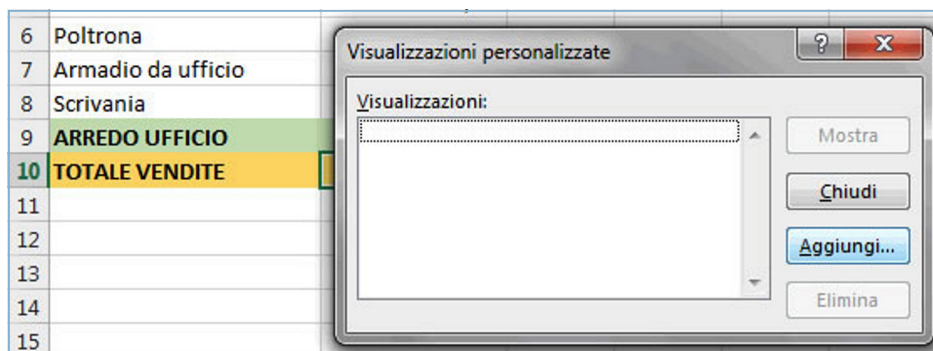 6 Poltrona
7 Armadio da ufficio
8 Scrivania
9 ARREDO UFFICIO
10 TOTALE VENDITE
11
12
13
14
15
Visualizzazioni personalizzate
?
Visualizzazioni:
Mostra
Chiudi
Aggiungi...
Elimina